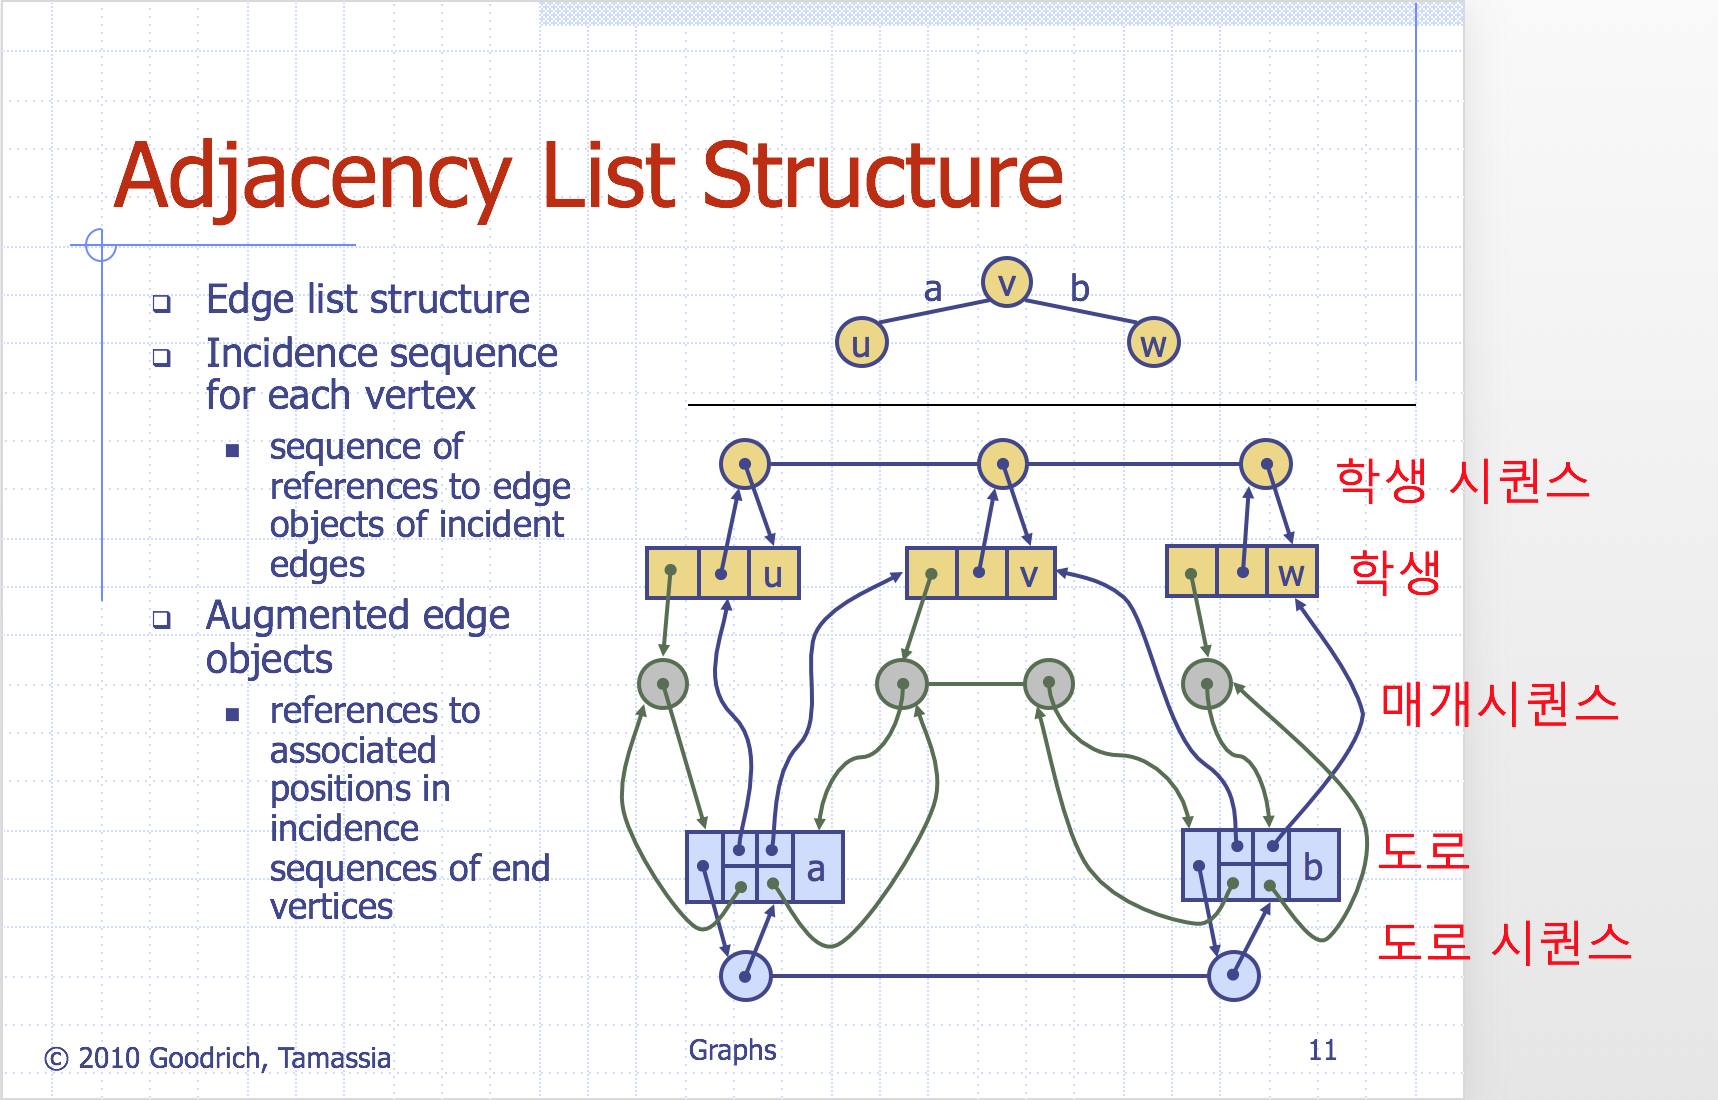 Adjacency List Structure
Edge list structure
Incidence sequence
for each vertex
sequence of
references to edge
objects of incident
edges
Augmented edge
objects
references to
associated
positions in
incidence
sequences of end
vertices
a
v
b
u
w
학생 시퀀스
u
v
w
학생
매개시퀀스
a
b
도로
도로 시퀀스
© 2010 Goodrich, Tamassia
Graphs
11